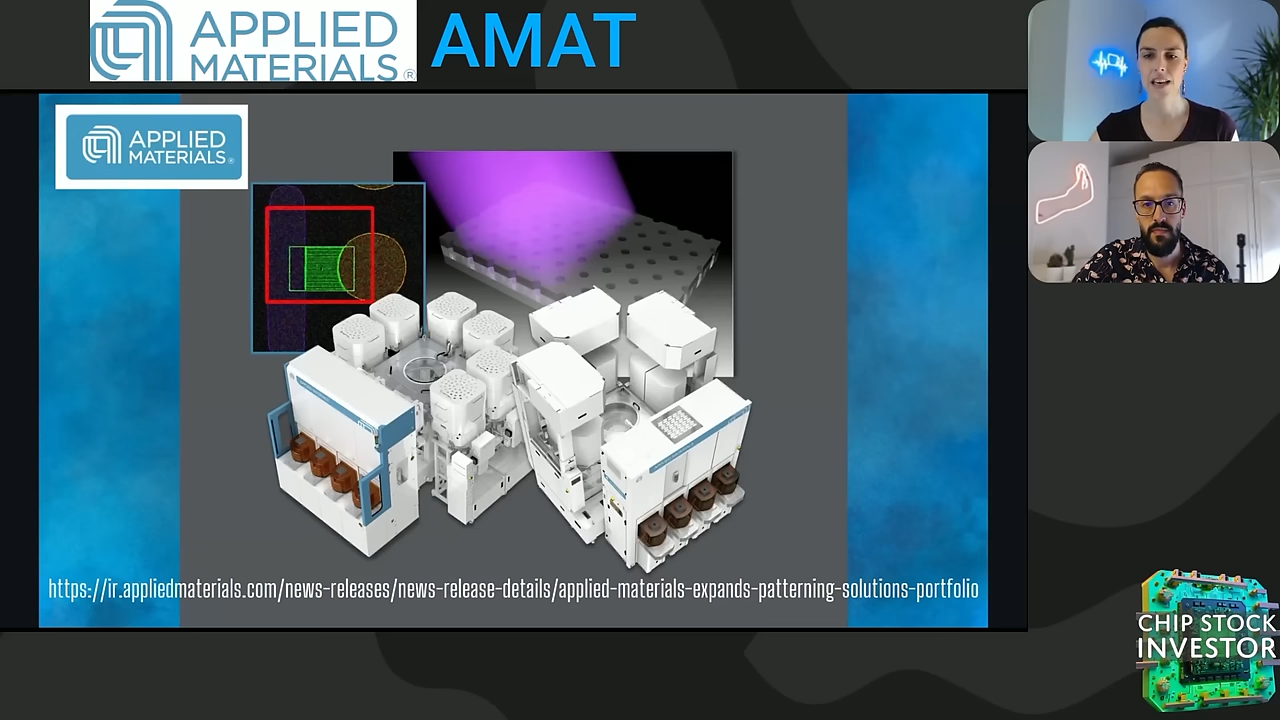 APPLIED
MATERIALS®
AMAT
APPLIED
MATERIALS®
https://ir.appliedmaterials.com/news-releases/news-release-details/applied-materials-expands-patterning-solutions-portfolio
CHIP STOCK
INVESTOR